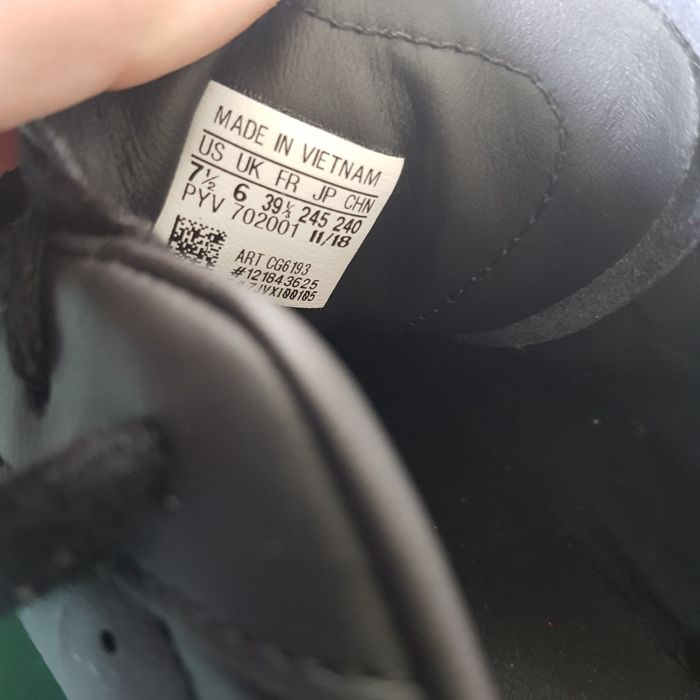 MADE IN VIETNAM
US UK FR JP CHN
7½ 6 39⅓ 245 240
PYV 702001 11/18
ART CG6193
#121843625